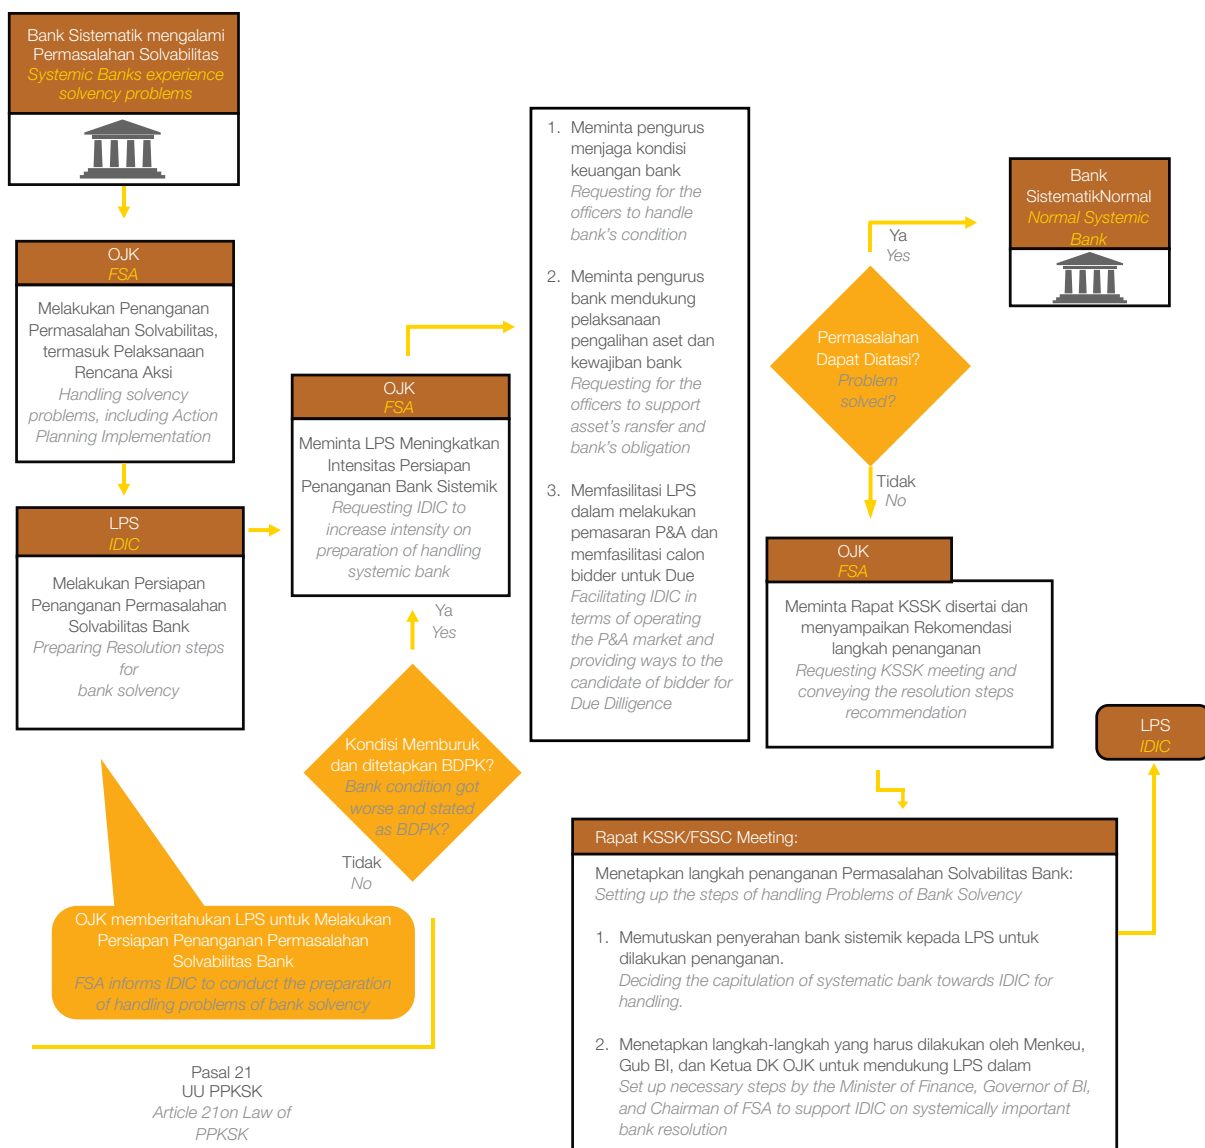 Bank Sistematik mengalami
Permasalahan Solvabilitas
Systemic Banks experience
solvency problems
OJK
FSA
Melakukan Penanganan
Permasalahan Solvabilitas,
termasuk Pelaksanaan
Rencana Aksi
Handling solvency
problems, including Action
Planning Implementation
LPS
IDIC
Melakukan Persiapan
Penanganan Permasalahan
Solvabilitas Bank
Preparing Resolution steps
for
bank solvency
OJK memberitahukan LPS untuk Melakukan
Persiapan Penanganan Permasalahan
Solvabilitas Bank
FSA informs IDIC to conduct the preparation
of handling problems of bank solvency
Pasal 21
UU PPKSK
Article 21on Law of
PPKSK
OJK
FSA
Meminta LPS Meningkatkan
Intensitas Persiapan
Penanganan Bank Sistemik
Requesting IDIC to
increase intensity on
preparation of handling
systemic bank
Ya
Yes
Kondisi Memburuk
dan ditetapkan BDPK?
Bank condition got
worse and stated
as BDPK?
Tidak
No
1. Meminta pengurus
menjaga kondisi
keuangan bank
Requesting for the
officers to handle
bank's condition
2. Meminta pengurus
bank mendukung
pelaksanaan
pengalihan aset dan
kewajiban bank
Requesting for the
officers to support
asset's ransfer and
bank's obligation
3. Memfasilitasi LPS
dalam melakukan
pemasaran P&A dan
memfasilitasi calon
bidder untuk Due
Facilitating IDIC in
terms of operating
the P&A market and
providing ways to the
candidate of bidder for
Due Dilligence
Permasalahan
Dapat Diatasi?
Problem
solved?
Ya
Yes
Bank
SistematikNormal
Normal Systemic
Bank
Tidak
No
OJK
FSA
Meminta Rapat KSSK disertai dan
menyampaikan Rekomendasi
langkah penanganan
Requesting KSSK meeting and
conveying the resolution steps
recommendation
LPS
IDIC
Rapat KSSK/FSSC Meeting:
Menetapkan langkah penanganan Permasalahan Solvabilitas Bank:
Setting up the steps of handling Problems of Bank Solvency
1. Memutuskan penyerahan bank sistemik kepada LPS untuk
dilakukan penanganan.
Deciding the capitulation of systematic bank towards IDIC for
handling.
2. Menetapkan langkah-langkah yang harus dilakukan oleh Menkeu,
Gub BI, dan Ketua DK OJK untuk mendukung LPS dalam
Set up necessary steps by the Minister of Finance, Governor of BI,
and Chairman of FSA to support IDIC on systemically important
bank resolution